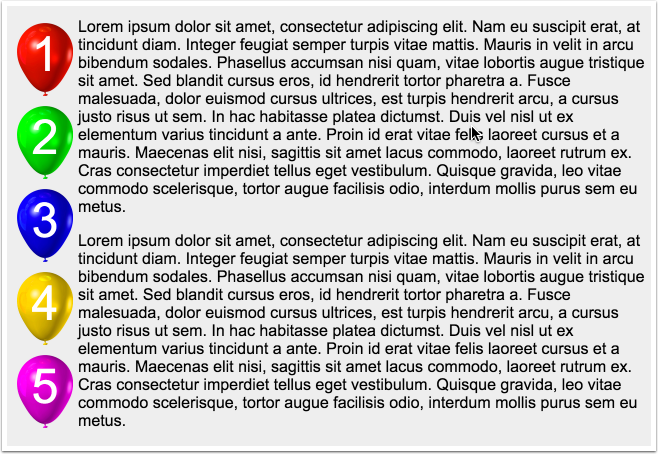 1
2
3
4
5
Lorem ipsum dolor sit amet, consectetur adipiscing elit. Nam eu suscipit erat, at
tincidunt diam. Integer feugiat semper turpis vitae mattis. Mauris in velit in arcu
bibendum sodales. Phasellus accumsan nisi quam, vitae lobortis augue tristique
sit amet. Sed blandit cursus eros, id hendrerit tortor pharetra a. Fusce
malesuada, dolor euismod cursus ultrices, est turpis hendrerit arcu, a cursus
justo risus ut sem. In hac habitasse platea dictumst. Duis vel nisl ut ex
elementum varius tincidunt a ante. Proin id erat vitae felis laoreet cursus et a
mauris. Maecenas elit nisi, sagittis sit amet lacus commodo, laoreet rutrum ex.
Cras consectetur imperdiet tellus eget vestibulum. Quisque gravida, leo vitae
commodo scelerisque, tortor augue facilisis odio, interdum mollis purus sem eu
metus.
Lorem ipsum dolor sit amet, consectetur adipiscing elit. Nam eu suscipit erat, at
tincidunt diam. Integer feugiat semper turpis vitae mattis. Mauris in velit in arcu
bibendum sodales. Phasellus accumsan nisi quam, vitae lobortis augue tristique
sit amet. Sed blandit cursus eros, id hendrerit tortor pharetra a. Fusce
malesuada, dolor euismod cursus ultrices, est turpis hendrerit arcu, a cursus
justo risus ut sem. In hac habitasse platea dictumst. Duis vel nisl ut ex
elementum varius tincidunt a ante. Proin id erat vitae felis laoreet cursus et a
mauris. Maecenas elit nisi, sagittis sit amet lacus commodo, laoreet rutrum ex.
Cras consectetur imperdiet tellus eget vestibulum. Quisque gravida, leo vitae
commodo scelerisque, tortor augue facilisis odio, interdum mollis purus sem eu
metus.